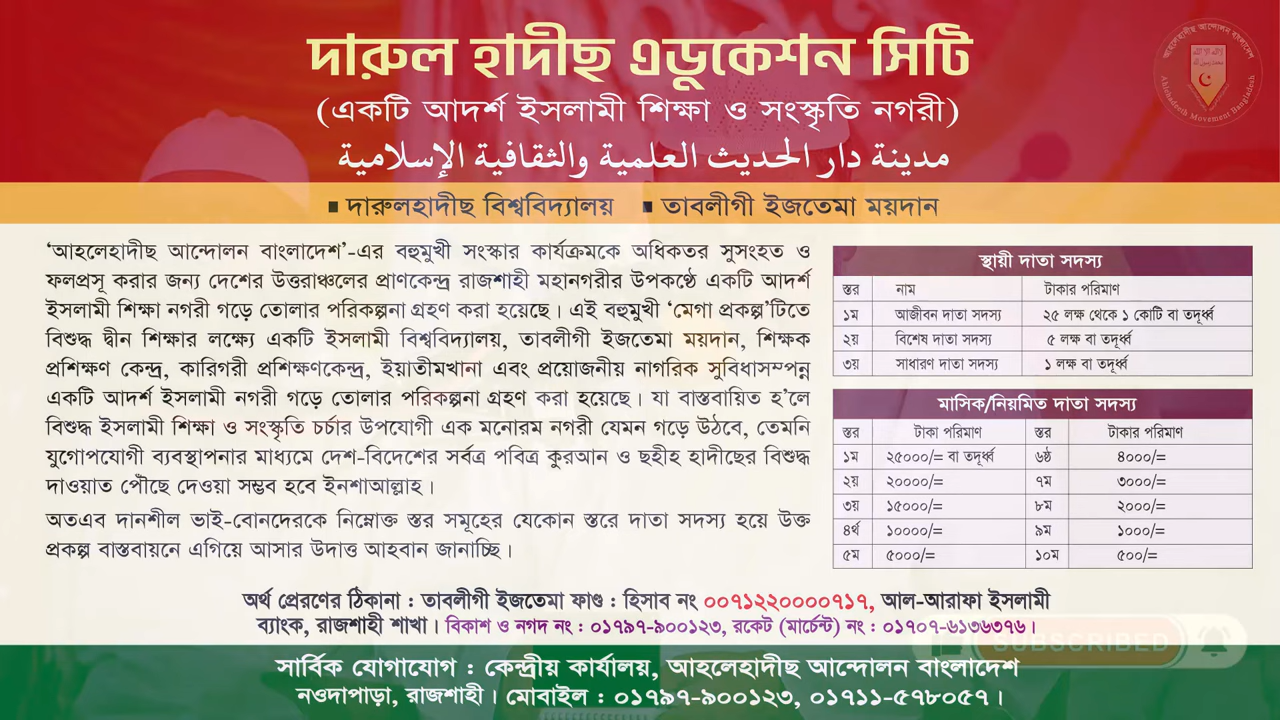 দারুল হাদীছ এডুকেশন সিটি
(একটি আদর্শ ইসলামী শিক্ষা ও সংস্কৃতি নগরী)
مدينة دار الحديث العلمية والثقافية الإسلامية
■ দারুলহাদীছ বিশ্ববিদ্যালয় ■ তাবলীগী ইজতেমা ময়দান
আহলেহাদীছ আন্দোলন বাংলাদেশ
Ahlehadeeth Movement Bangladesh
'আহলেহাদীছ আন্দোলন বাংলাদেশ'-এর বহুমুখী সংস্কার কার্যক্রমকে অধিকতর সুসংহত ও
ফলপ্রসূ করার জন্য দেশের উত্তরাঞ্চলের প্রাণকেন্দ্র রাজশাহী মহানগরীর উপকণ্ঠে একটি আদর্শ
ইসলামী শিক্ষা নগরী গড়ে তোলার পরিকল্পনা গ্রহণ করা হয়েছে। এই বহুমুখী 'মেগা প্রকল্প'টিতে
বিশুদ্ধ দ্বীন শিক্ষার লক্ষ্যে একটি ইসলামী বিশ্ববিদ্যালয়, তাবলীগী ইজতেমা ময়দান, শিক্ষক
প্রশিক্ষণ কেন্দ্র, কারিগরী প্রশিক্ষণকেন্দ্র, ইয়াতীমখানা এবং প্রয়োজনীয় নাগরিক সুবিধাসম্পন্ন
একটি আদর্শ ইসলামী নগরী গড়ে তোলার পরিকল্পনা গ্রহণ করা হয়েছে। যা বাস্তবায়িত হ'লে
বিশুদ্ধ ইসলামী শিক্ষা ও সংস্কৃতি চর্চার উপযোগী এক মনোরম নগরী যেমন গড়ে উঠবে, তেমনি
যুগোপযোগী ব্যবস্থাপনার মাধ্যমে দেশ-বিদেশের সর্বত্র পবিত্র কুরআন ও ছহীহ হাদীছের বিশুদ্ধ
দাওয়াত পৌঁছে দেওয়া সম্ভব হবে ইনশাআল্লাহ।
অতএব দানশীল ভাই-বোনদেরকে নিম্নোক্ত স্তর সমূহের যেকোন স্তরে দাতা সদস্য হয়ে উক্ত
প্রকল্প বাস্তবায়নে এগিয়ে আসার উদাত্ত আহবান জানাচ্ছি।
স্থায়ী দাতা সদস্য
স্তর নাম টাকার পরিমাণ
১ম আজীবন দাতা সদস্য ২৫ লক্ষ থেকে ১ কোটি বা তদূর্ধ্ব
২য় বিশেষ দাতা সদস্য ৫ লক্ষ বা তদূর্ধ্ব
৩য় সাধারণ দাতা সদস্য ১ লক্ষ বা তদূর্ধ্ব
মাসিক/নিয়মিত দাতা সদস্য
স্তর টাকা পরিমাণ স্তর টাকার পরিমাণ
১ম ২৫০০০/= বা তদূর্ধ্ব ৬ষ্ঠ ৪০০০/=
২য় ২০০০০/= ৭ম ৩০০০/=
৩য় ১৫০০০/= ৮ম ২০০০/=
৪র্থ ১০০০০/= ৯ম ১০০০/=
৫ম ৫০০০/= ১০ম ৫০০/=
অর্থ প্রেরণের ঠিকানা : তাবলীগী ইজতেমা ফাণ্ড : হিসাব নং ০০৭১২২০০০০৭১৭, আল-আরাফা ইসলামী
ব্যাংক, রাজশাহী শাখা। বিকাশ ও নগদ নং : ০১৭৯৭-৯০০১২৩, রকেট (মার্চেন্ট) নং : ০১৭০৭-৬১৩৬৩৭৬।
SUBSCRIBED
সার্বিক যোগাযোগ : কেন্দ্রীয় কার্যালয়, আহলেহাদীছ আন্দোলন বাংলাদেশ
নওদাপাড়া, রাজশাহী। মোবাইল : ০১৭৯৭-৯০০১২৩, ০১৭১১-৫৭৮০৫৭।